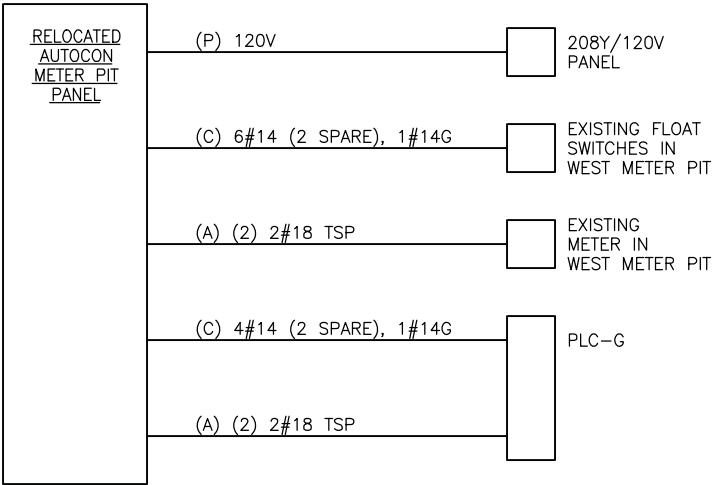 RELOCATED
AUTOCON
METER PIT
PANEL
(P) 120V
208Y/120V
PANEL
(C) 6#14 (2 SPARE), 1#14G
EXISTING FLOAT
SWITCHES IN
WEST METER PIT
(A) (2) 2#18 TSP
EXISTING
METER IN
WEST METER PIT
(C) 4#14 (2 SPARE), 1#14G
PLC-G
(A) (2) 2#18 TSP